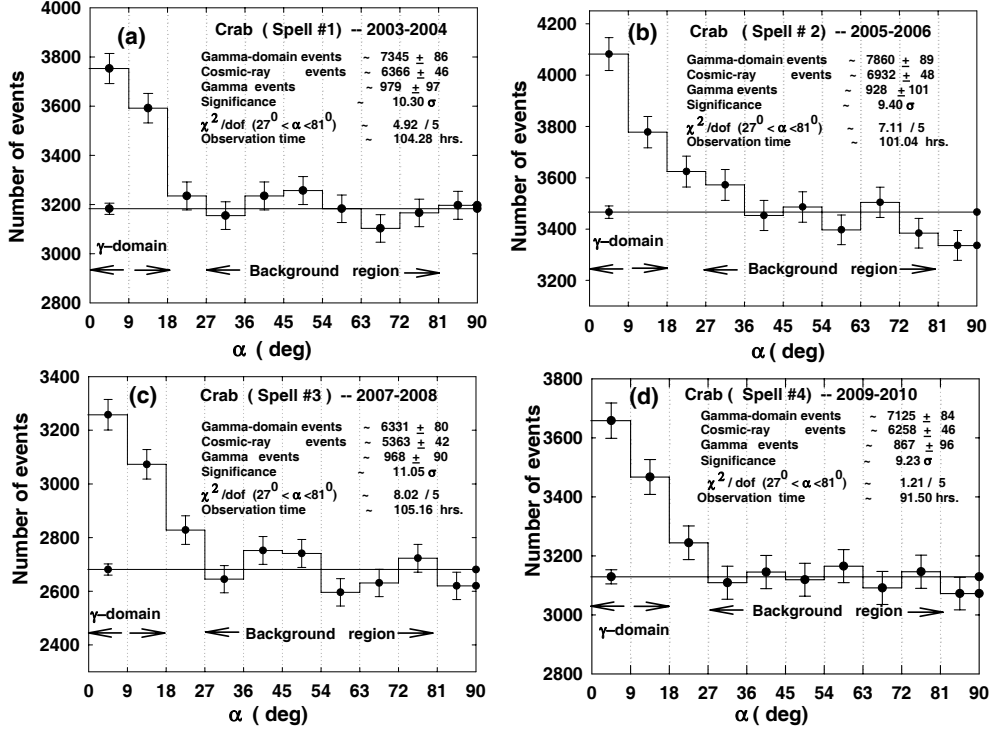 (a)
Crab ( Spell #1) -- 2003-2004
Gamma-domain events ~ 7345 ± 86
Cosmic-ray events ~ 6366 ± 46
Gamma events ~ 979 ± 97
Significance ~ 10.30 σ
χ²/dof (27⁰ < α <81⁰) ~ 4.92 / 5
Observation time ~ 104.28 hrs.
Number of events
4000
3800
3600
3400
3200
3000
2800
γ–domain
Background region
0 9 18 27 36 45 54 63 72 81 90
α ( deg)
(b)
Crab ( Spell # 2) -- 2005-2006
Gamma-domain events ~ 7860 ± 89
Cosmic-ray events ~ 6932 ± 48
Gamma events ~ 928 ±101
Significance ~ 9.40 σ
χ²/dof (27⁰ < α<81⁰) ~ 7.11 / 5
Observation time ~ 101.04 hrs.
Number of events
4200
4000
3800
3600
3400
3200
γ–domain
Background region
0 9 18 27 36 45 54 63 72 81 90
α ( deg)
(c)
Crab ( Spell #3 ) -- 2007-2008
Gamma-domain events ~ 6331 ± 80
Cosmic-ray events ~ 5363 ± 42
Gamma events ~ 968 ± 90
Significance ~ 11.05 σ
χ²/dof (27⁰ < α<81⁰) ~ 8.02 / 5
Observation time ~ 105.16 hrs.
Number of events
3400
3200
3000
2800
2600
2400
γ–domain
Background region
0 9 18 27 36 45 54 63 72 81 90
α ( deg)
(d)
Crab ( Spell #4) -- 2009-2010
Gamma-domain events ~ 7125 ± 84
Cosmic-ray events ~ 6258 ± 46
Gamma events ~ 867 ± 96
Significance ~ 9.23 σ
χ²/dof (27⁰ < α<81⁰) ~ 1.21 / 5
Observation time ~ 91.50 hrs.
Number of events
3800
3600
3400
3200
3000
2800
γ–domain
Background region
0 9 18 27 36 45 54 63 72 81 90
α ( deg)